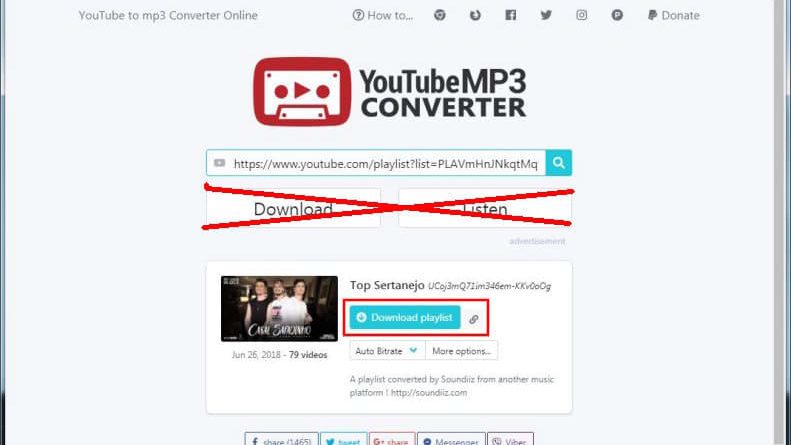 YouTube to mp3 Converter Online
How to...
Donate
YouTubeMP3
CONVERTER
https://www.youtube.com/playlist?list=PLAVmHnJNkqtMq
Download
Listen
advertisement
Top Sertanejo UCoj3mQ71im346em-KKv0oOg
Download playlist
Jun 26, 2018 - 79 videos
Auto Bitrate
More options...
A playlist converted by Soundiiz from another music
platform ! http://soundiiz.com
share (1465)
tweet
share
Messenger
Viber